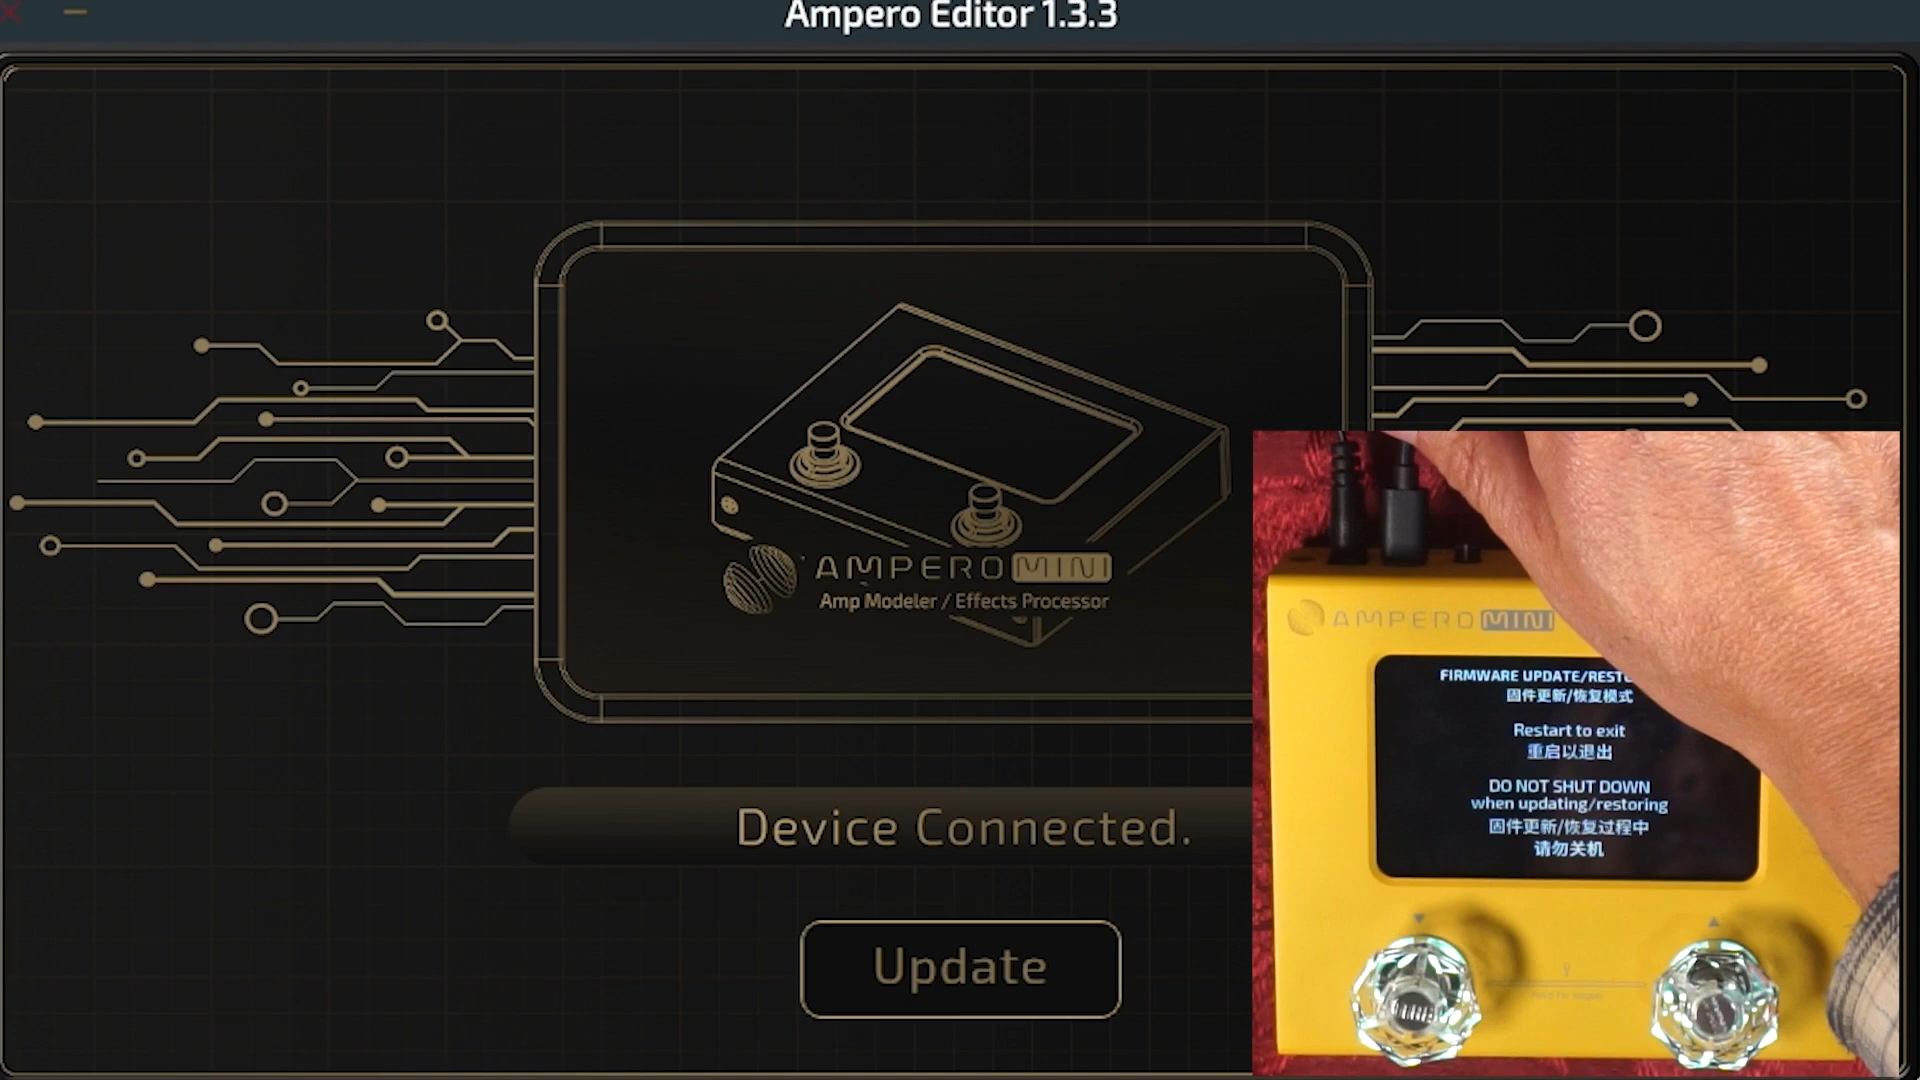 Ampero Editor 1.3.3
AMPERO MINI
Amp Modeler / Effects Processor
Device Connected.
Update
AMPERO MINI
FIRMWARE UPDATE/REST
固件更新/恢复模式
Restart to exit
重启以退出
DO NOT SHUT DOWN
when updating/restoring
固件更新/恢复过程中
请勿关机